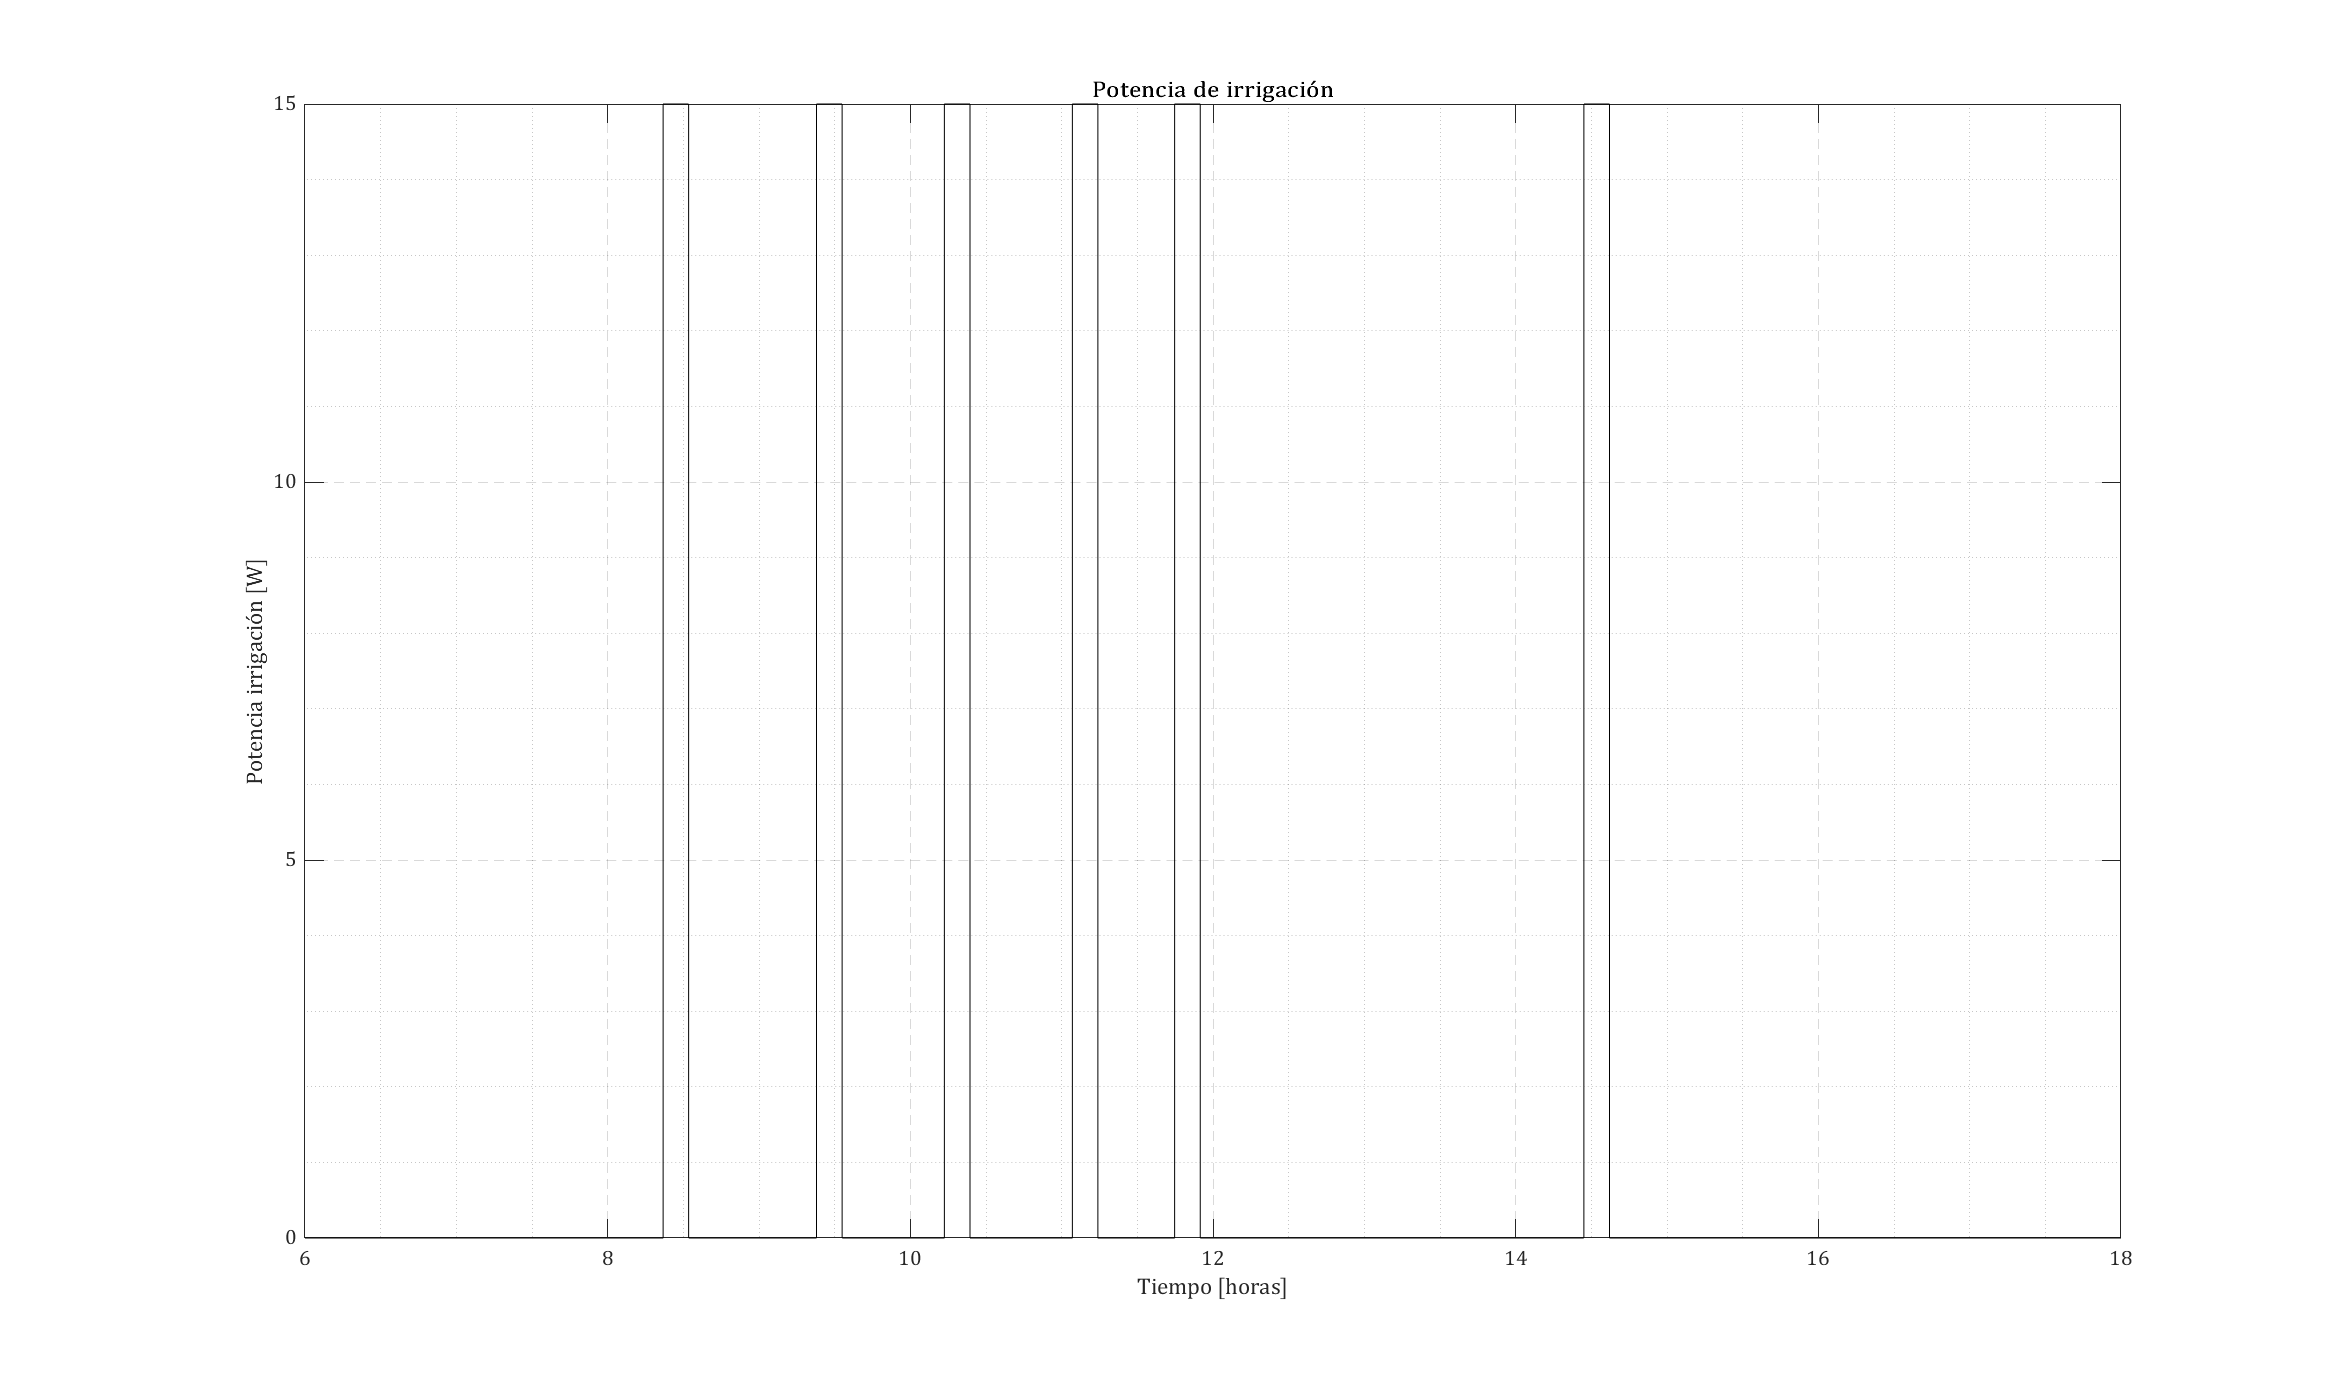 Potencia de irrigación
15
10
5
0
Potencia irrigación [W]
6 8 10 12 14 16 18
Tiempo [horas]